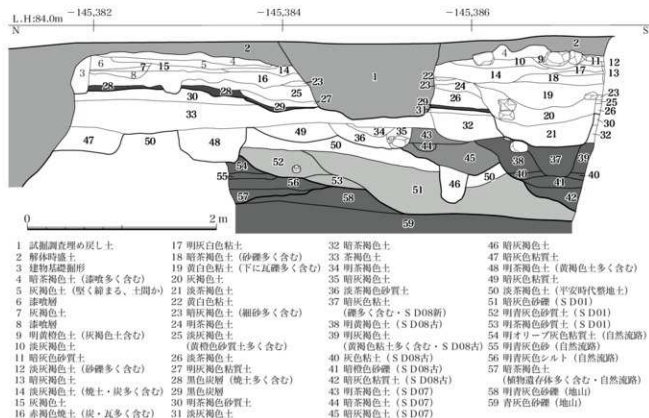 L.H:84.0m
-145,382
-145,384
-145,386
N
S
0
2 m
1 試掘調査埋め戻し土
2 解体時盛土
3 建物基礎掘形
4 暗茶褐色土（漆喰多く含む）
5 灰褐色土（堅く締まる、土間か）
6 漆喰層
7 灰褐色土
8 漆喰層
9 明黄橙色土（灰褐色土含む）
10 淡灰褐色土
11 暗灰色砂質土
12 淡灰褐色土（砂礫多く含む）
13 暗灰褐色土
14 淡灰褐色土（焼土・炭多く含む）
15 灰褐色土
16 赤褐色焼土（炭・瓦多く含む）
17 明灰白色粘土
18 暗茶褐色土（砂礫多く含む）
19 黄白色粘土（下に瓦礫多く含む）
20 灰褐色土
21 淡茶褐色土
22 黄白色粘土
23 暗灰褐色土（細砂多く含む）
24 明茶褐色土
25 淡灰褐色土
（黄橙色砂質土多く含む）
26 淡茶褐色土
27 明灰褐色粘質土
28 黒色炭層（焼土多く含む）
29 黒色炭層
30 明茶褐色砂質土
31 淡灰褐色土
32 暗茶褐色土
33 茶褐色土
34 明茶褐色土
35 暗灰褐色土
36 淡茶褐色砂質土
37 暗灰色粘土
（礫多く含む・ＳＤ08新）
38 明黄褐色土（ＳＤ08古）
39 明灰褐色土
（黄褐色粘土多く含む・ＳＤ08古）
40 灰色粘土（ＳＤ08古）
41 暗橙色砂礫（ＳＤ08古）
42 暗灰色粘質土（ＳＤ08古）
43 明茶褐色土（ＳＤ07）
44 暗茶褐色土（ＳＤ07）
45 暗灰褐色土（ＳＤ07）
46 暗灰褐色土
47 暗灰色粘質土
48 明茶褐色土（黄褐色土多く含む）
49 暗灰色粘質土
50 淡茶褐色土（平安時代整地土）
51 暗灰色砂礫（ＳＤ01）
52 明青灰色砂質土（ＳＤ01）
53 明茶色砂質土（ＳＤ01）
54 明オリーブ灰色粘質土（自然流路）
55 明青灰色砂（自然流路）
56 明青灰色シルト（自然流路）
57 暗茶褐色土
（植物遺存体多く含む・自然流路）
58 明青灰色砂（地山）
59 青灰色砂礫（地山）